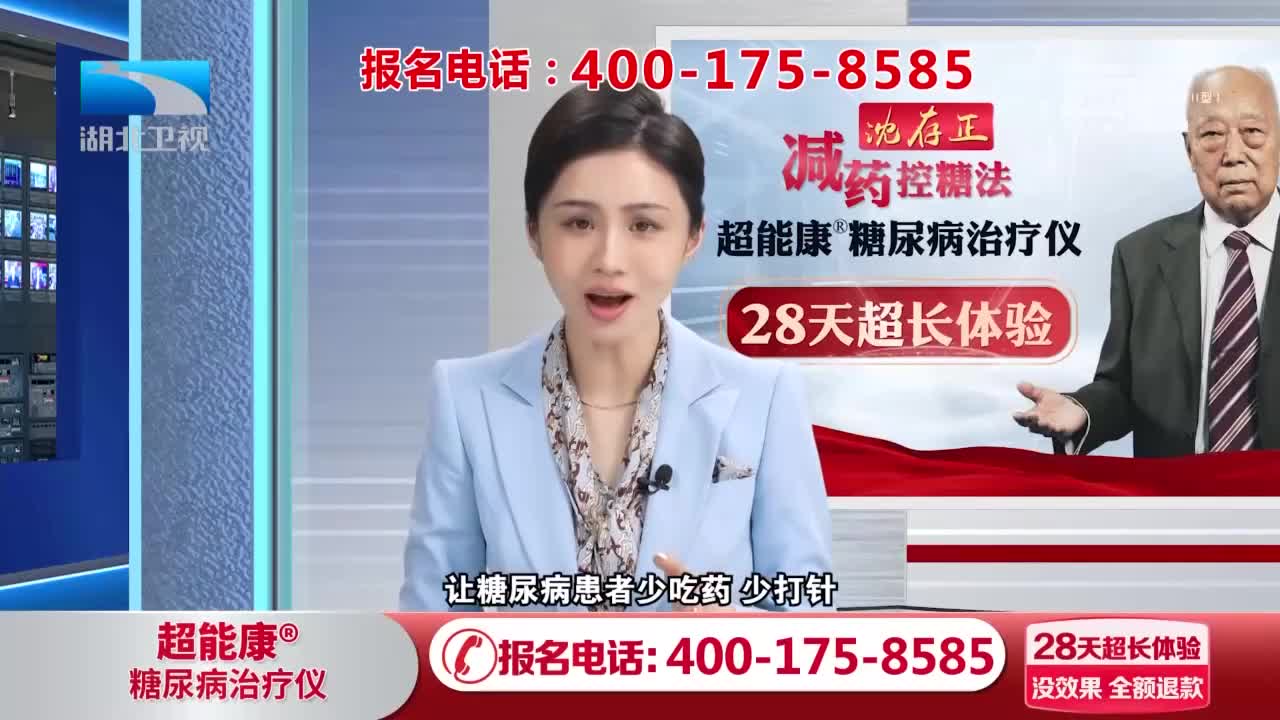 报名电话：400-175-8585
湖北卫视
沈存正
减药控糖法
超能康®糖尿病治疗仪
28天超长体验
让糖尿病患者少吃药 少打针
超能康®
糖尿病治疗仪
报名电话：400-175-8585
28天超长体验
没效果 全额退款